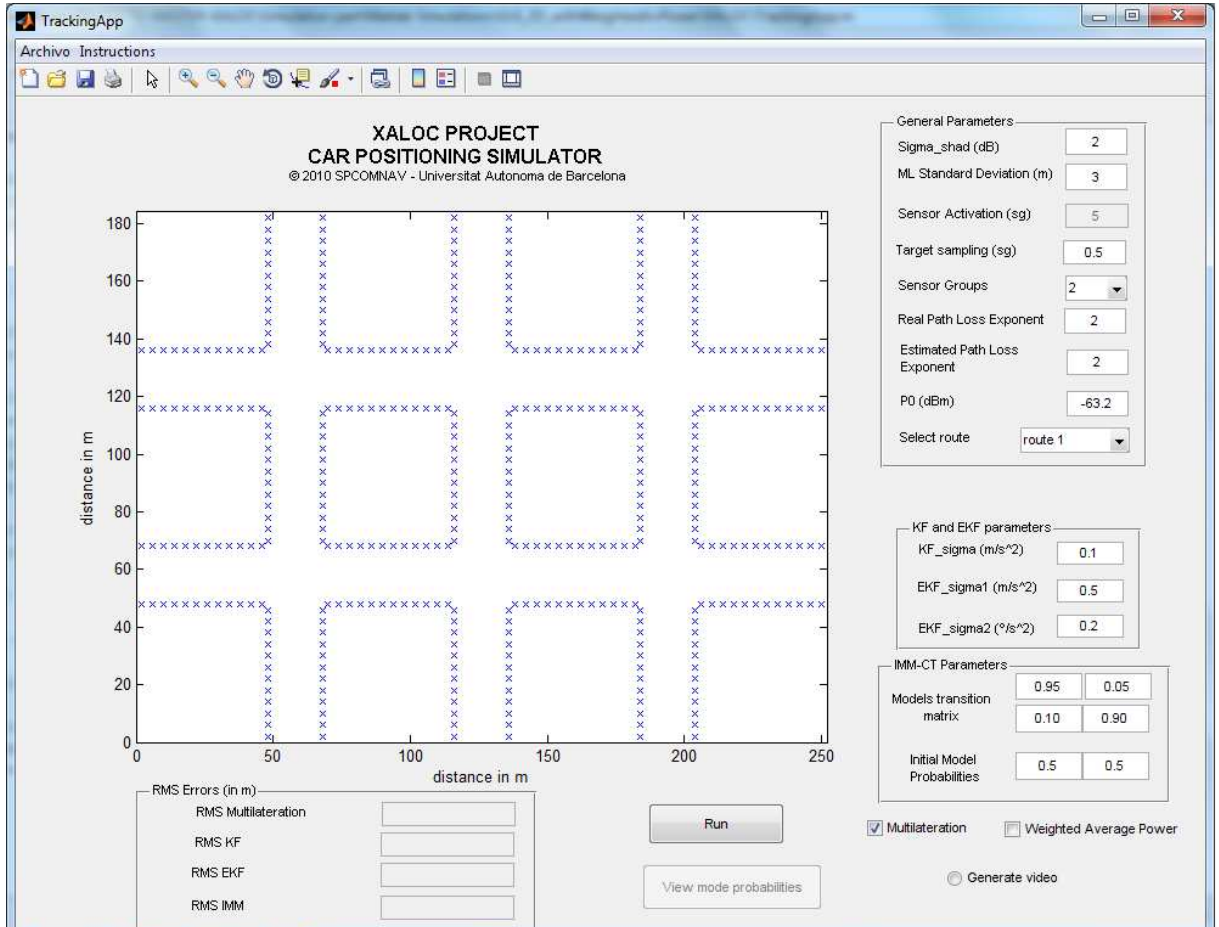 TrackingApp
Archivo Instructions
XALOC PROJECT
CAR POSITIONING SIMULATOR
© 2010 SPCOMNAV - Universitat Autonoma de Barcelona
180
160
140
120
100
80
60
40
20
0
distance in m
0 50 100 150 200 250
distance in m
General Parameters
Sigma_shad (dB) 2
ML Standard Deviation (m) 3
Sensor Activation (sg) 5
Target sampling (sg) 0.5
Sensor Groups 2
Real Path Loss Exponent 2
Estimated Path Loss
Exponent 2
P0 (dBm) -63.2
Select route route 1
KF and EKF parameters
KF_sigma (m/s^2) 0.1
EKF_sigma1 (m/s^2) 0.5
EKF_sigma2 (º/s^2) 0.2
IMM-CT Parameters
Models transition
matrix
0.95 0.05
0.10 0.90
Initial Model
Probabilities
0.5 0.5
RMS Errors (in m)
RMS Multilateration
RMS KF
RMS EKF
RMS IMM
Run
View mode probabilities
Multilateration
Weighted Average Power
Generate video